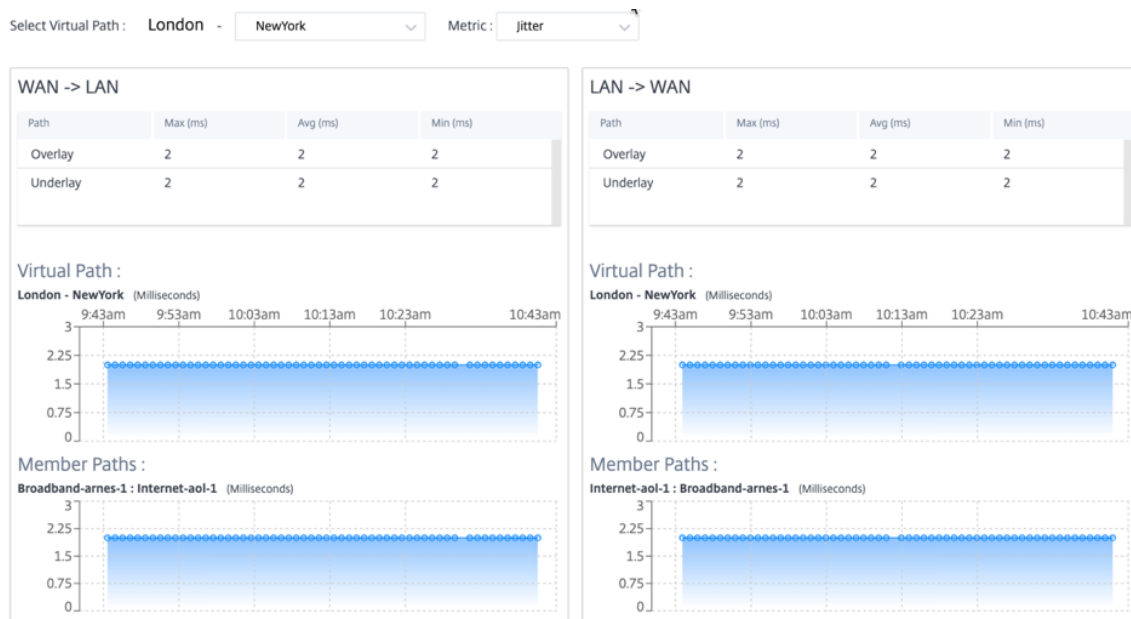 Select Virtual Path : London - NewYork Metric : Jitter
WAN -> LAN
Path Max (ms) Avg (ms) Min (ms)
Overlay 2 2 2
Underlay 2 2 2
Virtual Path :
London - NewYork (Milliseconds)
9:43am 9:53am 10:03am 10:13am 10:23am 10:43am
3
2.25
1.5
0.75
0
Member Paths :
Broadband-arnes-1 : Internet-aol-1 (Milliseconds)
3
2.25
1.5
0.75
0
LAN -> WAN
Path Max (ms) Avg (ms) Min (ms)
Overlay 2 2 2
Underlay 2 2 2
Virtual Path :
London - NewYork (Milliseconds)
9:43am 9:53am 10:03am 10:13am 10:23am 10:43am
3
2.25
1.5
0.75
0
Member Paths :
Internet-aol-1 : Broadband-arnes-1 (Milliseconds)
3
2.25
1.5
0.75
0